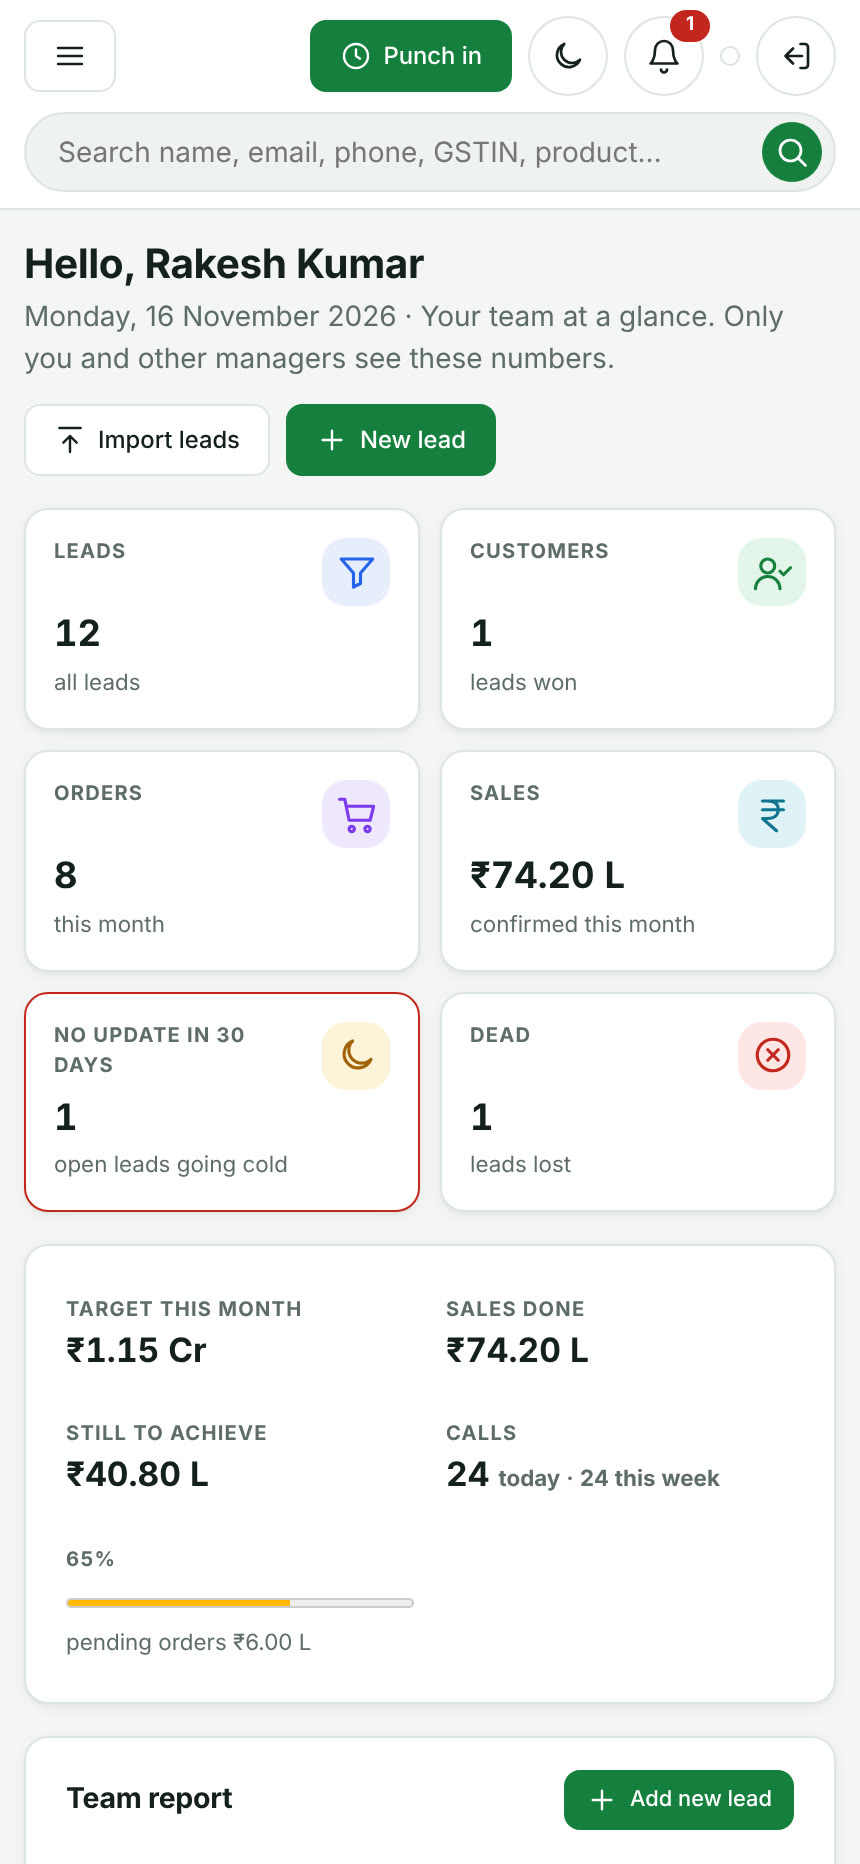 Punch in
1
Search name, email, phone, GSTIN, product...
Hello, Rakesh Kumar
Monday, 16 November 2026 · Your team at a glance. Only
you and other managers see these numbers.
Import leads
New lead
LEADS
12
all leads
CUSTOMERS
1
leads won
ORDERS
8
this month
SALES
₹74.20 L
confirmed this month
NO UPDATE IN 30
DAYS
1
open leads going cold
DEAD
1
leads lost
TARGET THIS MONTH
₹1.15 Cr
SALES DONE
₹74.20 L
STILL TO ACHIEVE
₹40.80 L
CALLS
24 today · 24 this week
65%
pending orders ₹6.00 L
Team report
Add new lead